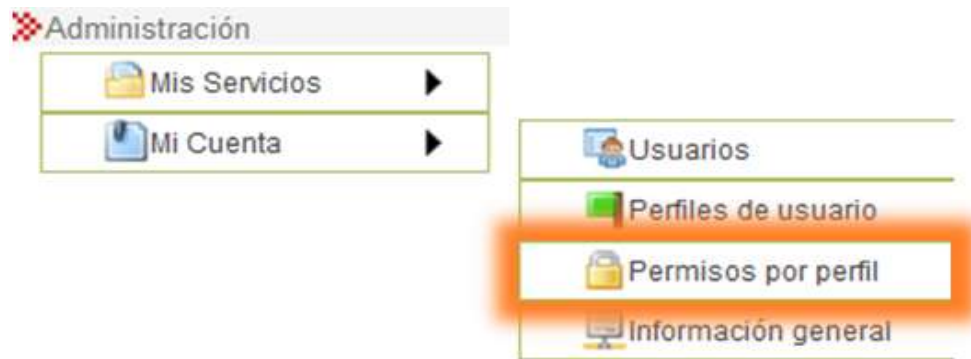 Administración
Mis Servicios
Mi Cuenta
Usuarios
Perfiles de usuario
Permisos por perfil
Información general